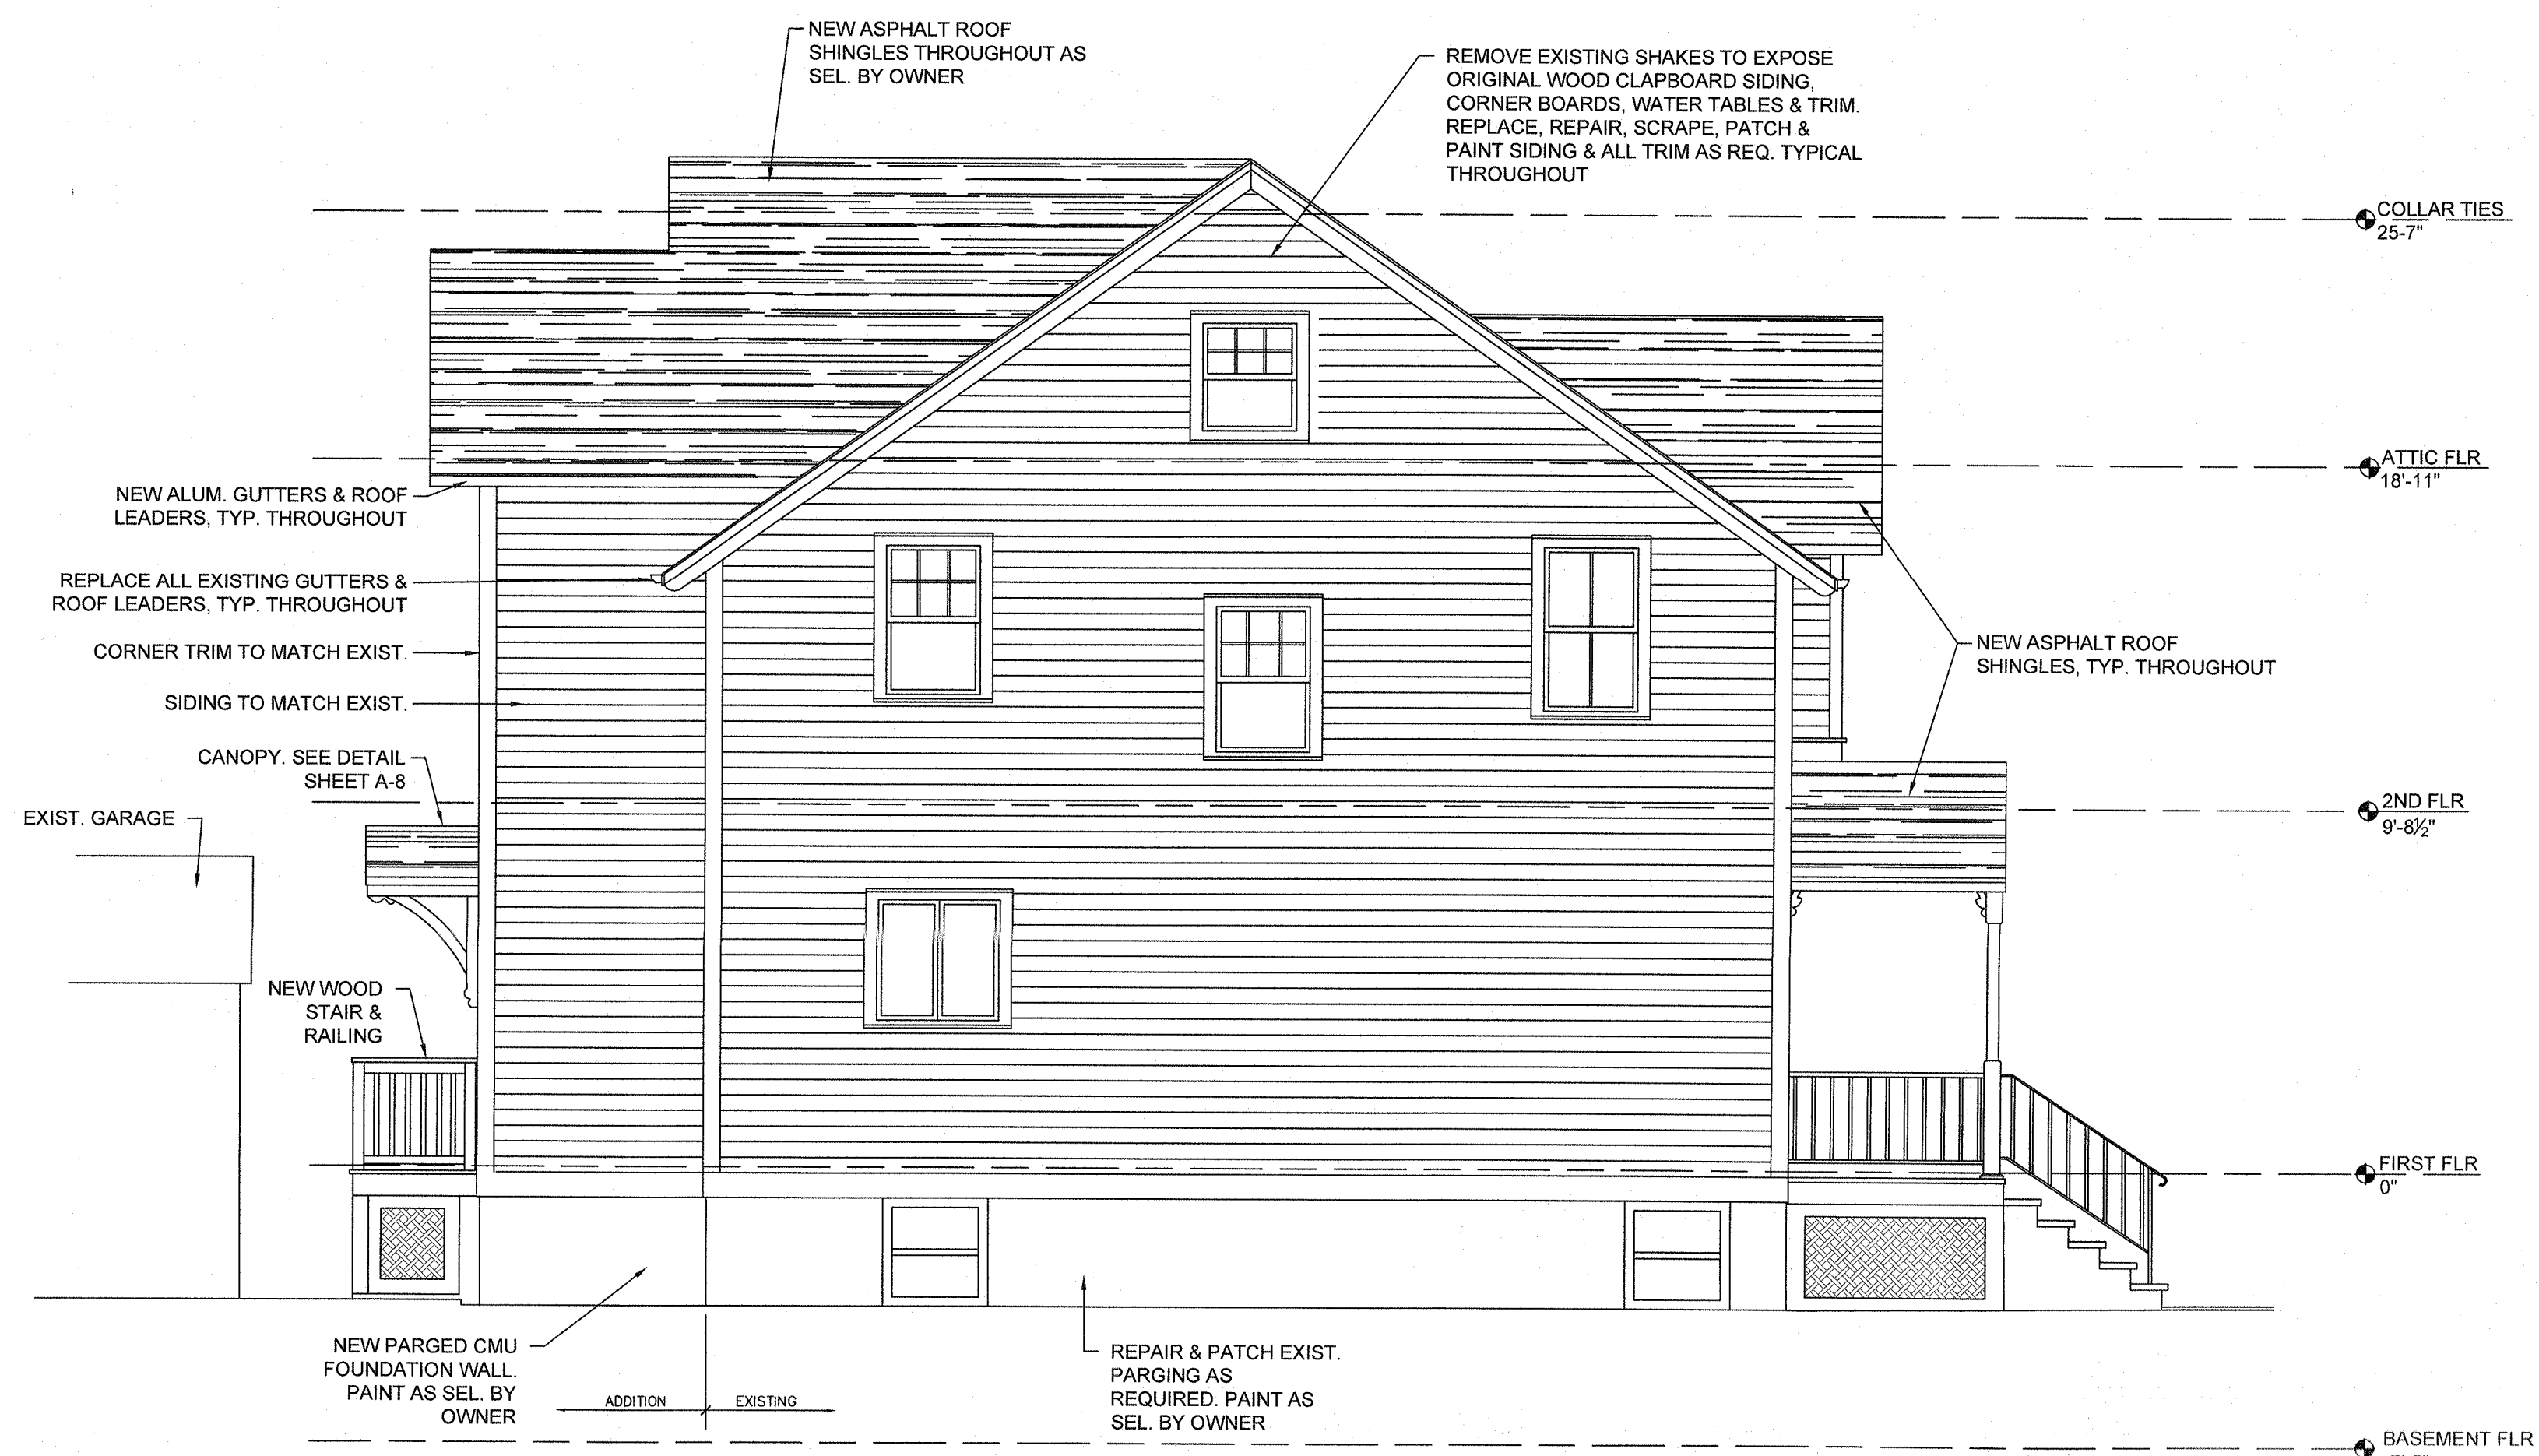 NEW ASPHALT ROOF
SHINGLES THROUGHOUT AS
SEL. BY OWNER
REMOVE EXISTING SHAKES TO EXPOSE
ORIGINAL WOOD CLAPBOARD SIDING,
CORNER BOARDS, WATER TABLES & TRIM.
REPLACE, REPAIR, SCRAPE, PATCH &
PAINT SIDING & ALL TRIM AS REQ. TYPICAL
THROUGHOUT
COLLAR TIES
25-7"
ATTIC FLR
18'-11"
NEW ALUM. GUTTERS & ROOF
LEADERS, TYP. THROUGHOUT
REPLACE ALL EXISTING GUTTERS &
ROOF LEADERS, TYP. THROUGHOUT
CORNER TRIM TO MATCH EXIST.
SIDING TO MATCH EXIST.
NEW ASPHALT ROOF
SHINGLES, TYP. THROUGHOUT
CANOPY. SEE DETAIL
SHEET A-8
EXIST. GARAGE
2ND FLR
9'-8½"
NEW WOOD
STAIR &
RAILING
FIRST FLR
0"
NEW PARGED CMU
FOUNDATION WALL.
PAINT AS SEL. BY
OWNER
ADDITION
EXISTING
REPAIR & PATCH EXIST.
PARGING AS
REQUIRED. PAINT AS
SEL. BY OWNER
BASEMENT FLR